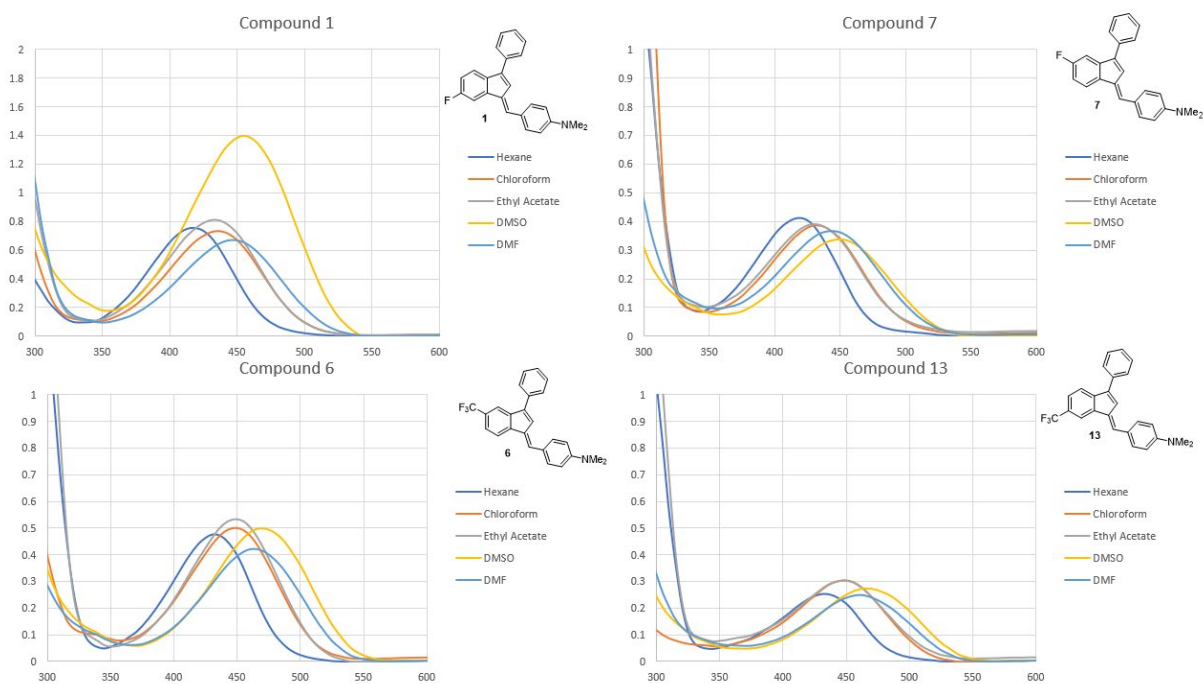 Compound 1
2
1.8
1.6
1.4
1.2
1
0.8
0.6
0.4
0.2
0
300 350 400 450 500 550 600
F
1
NMe₂
Hexane
Chloroform
Ethyl Acetate
DMSO
DMF
Compound 7
1
0.9
0.8
0.7
0.6
0.5
0.4
0.3
0.2
0.1
0
300 350 400 450 500 550 600
F
7
NMe₂
Hexane
Chloroform
Ethyl Acetate
DMSO
DMF
Compound 6
1
0.9
0.8
0.7
0.6
0.5
0.4
0.3
0.2
0.1
0
300 350 400 450 500 550 600
F₃C
6
NMe₂
Hexane
Chloroform
Ethyl Acetate
DMSO
DMF
Compound 13
1
0.9
0.8
0.7
0.6
0.5
0.4
0.3
0.2
0.1
0
300 350 400 450 500 550 600
F₃C
13
NMe₂
Hexane
Chloroform
Ethyl Acetate
DMSO
DMF